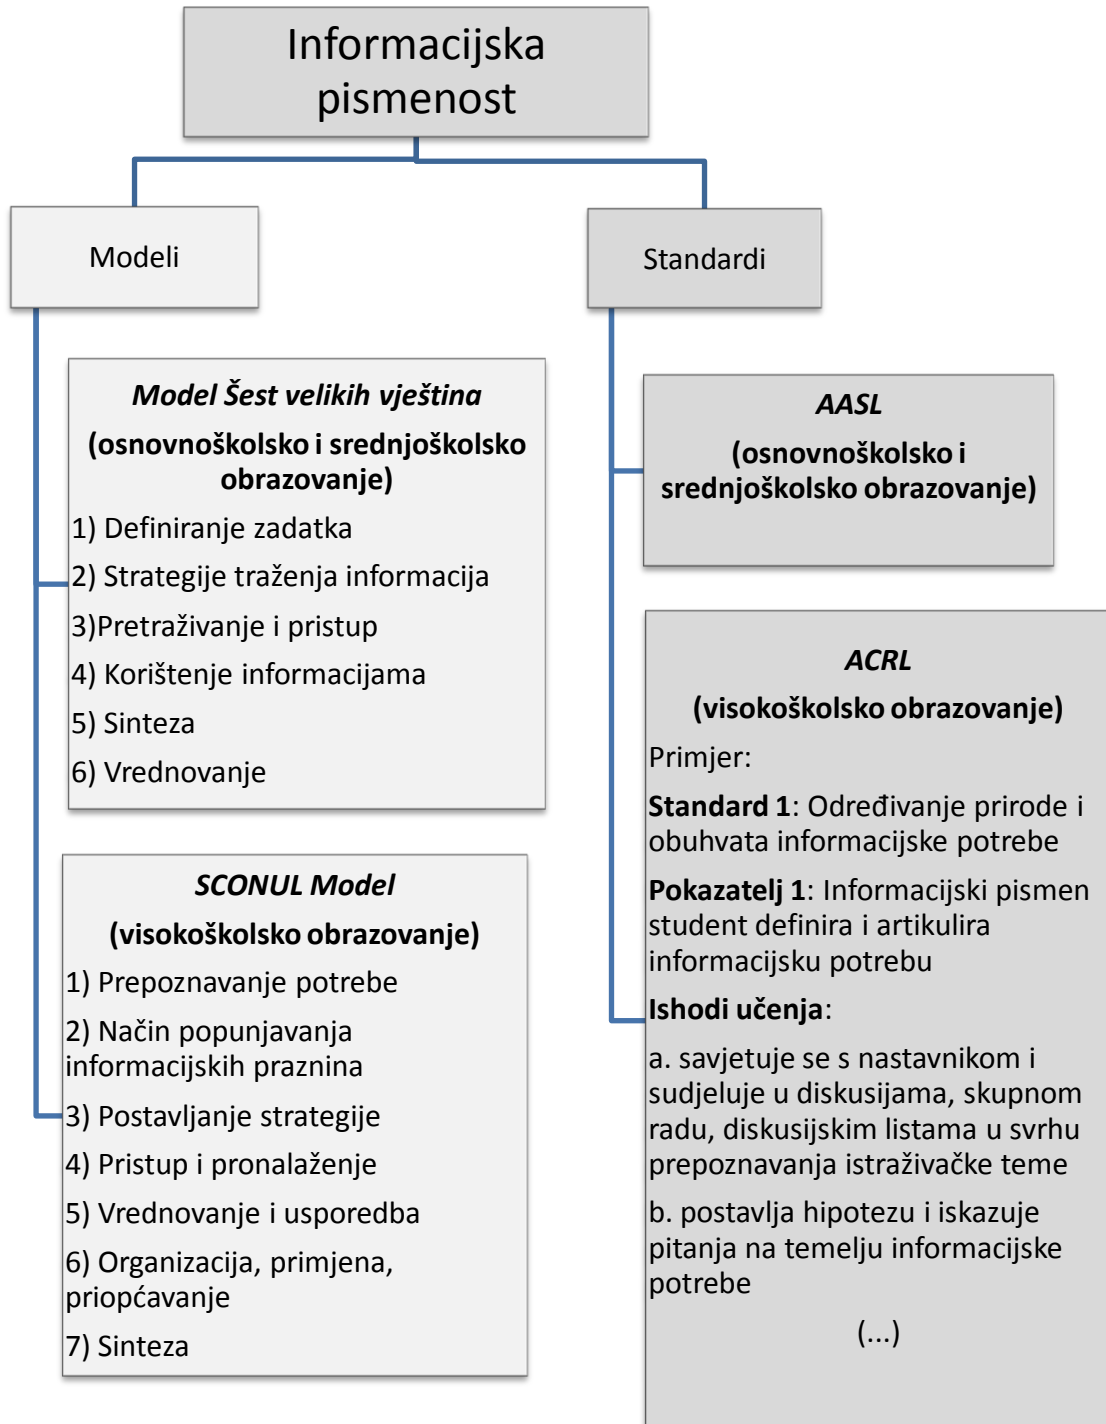 Informacijska
pismenost
Modeli
Standardi
Model Šest velikih vještina
(osnovnoškolsko i srednjoškolsko
obrazovanje)
1) Definiranje zadatka
2) Strategije traženja informacija
3)Pretraživanje i pristup
4) Korištenje informacijama
5) Sinteza
6) Vrednovanje
SCONUL Model
(visokoškolsko obrazovanje)
1) Prepoznavanje potrebe
2) Način popunjavanja
informacijskih praznina
3) Postavljanje strategije
4) Pristup i pronalaženje
5) Vrednovanje i usporedba
6) Organizacija, primjena,
priopćavanje
7) Sinteza
AASL
(osnovnoškolsko i
srednjoškolsko obrazovanje)
ACRL
(visokoškolsko obrazovanje)
Primjer:
Standard 1: Određivanje prirode i
obuhvata informacijske potrebe
Pokazatelj 1: Informacijski pismen
student definira i artikulira
informacijsku potrebu
Ishodi učenja:
a. savjetuje se s nastavnikom i
sudjeluje u diskusijama, skupnom
radu, diskusijskim listama u svrhu
prepoznavanja istraživačke teme
b. postavlja hipotezu i iskazuje
pitanja na temelju informacijske
potrebe
(...)